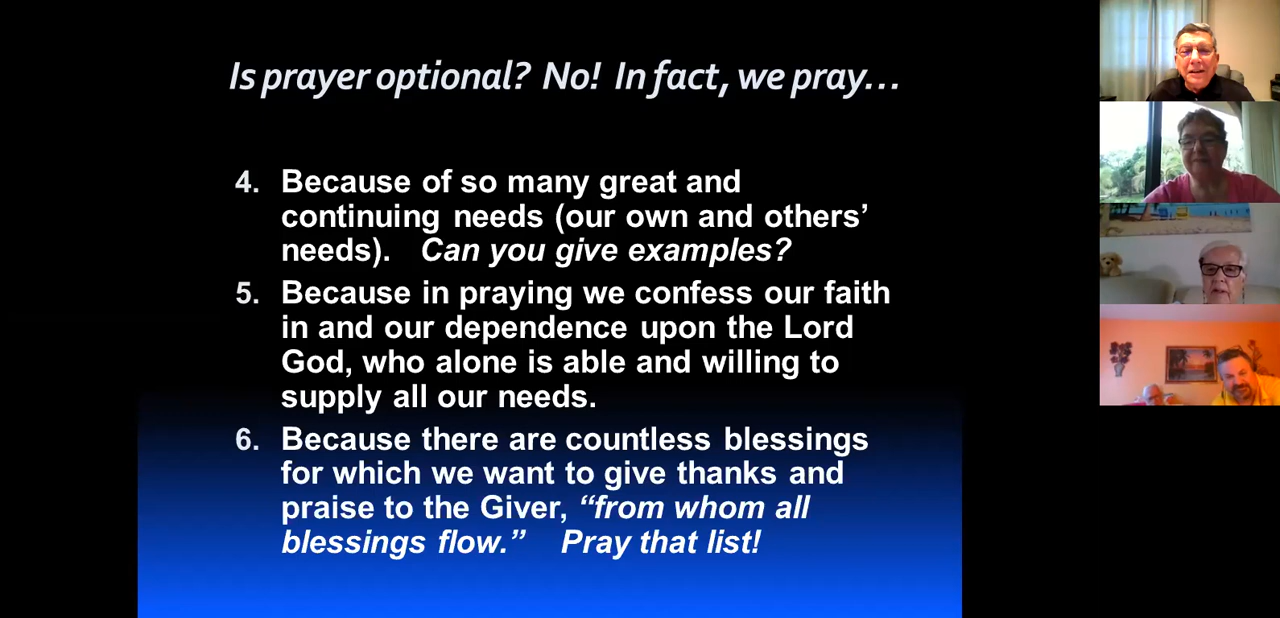 Is prayer optional? No! In fact, we pray…
4. Because of so many great and
continuing needs (our own and others’
needs). Can you give examples?
5. Because in praying we confess our faith
in and our dependence upon the Lord
God, who alone is able and willing to
supply all our needs.
6. Because there are countless blessings
for which we want to give thanks and
praise to the Giver, “from whom all
blessings flow.” Pray that list!